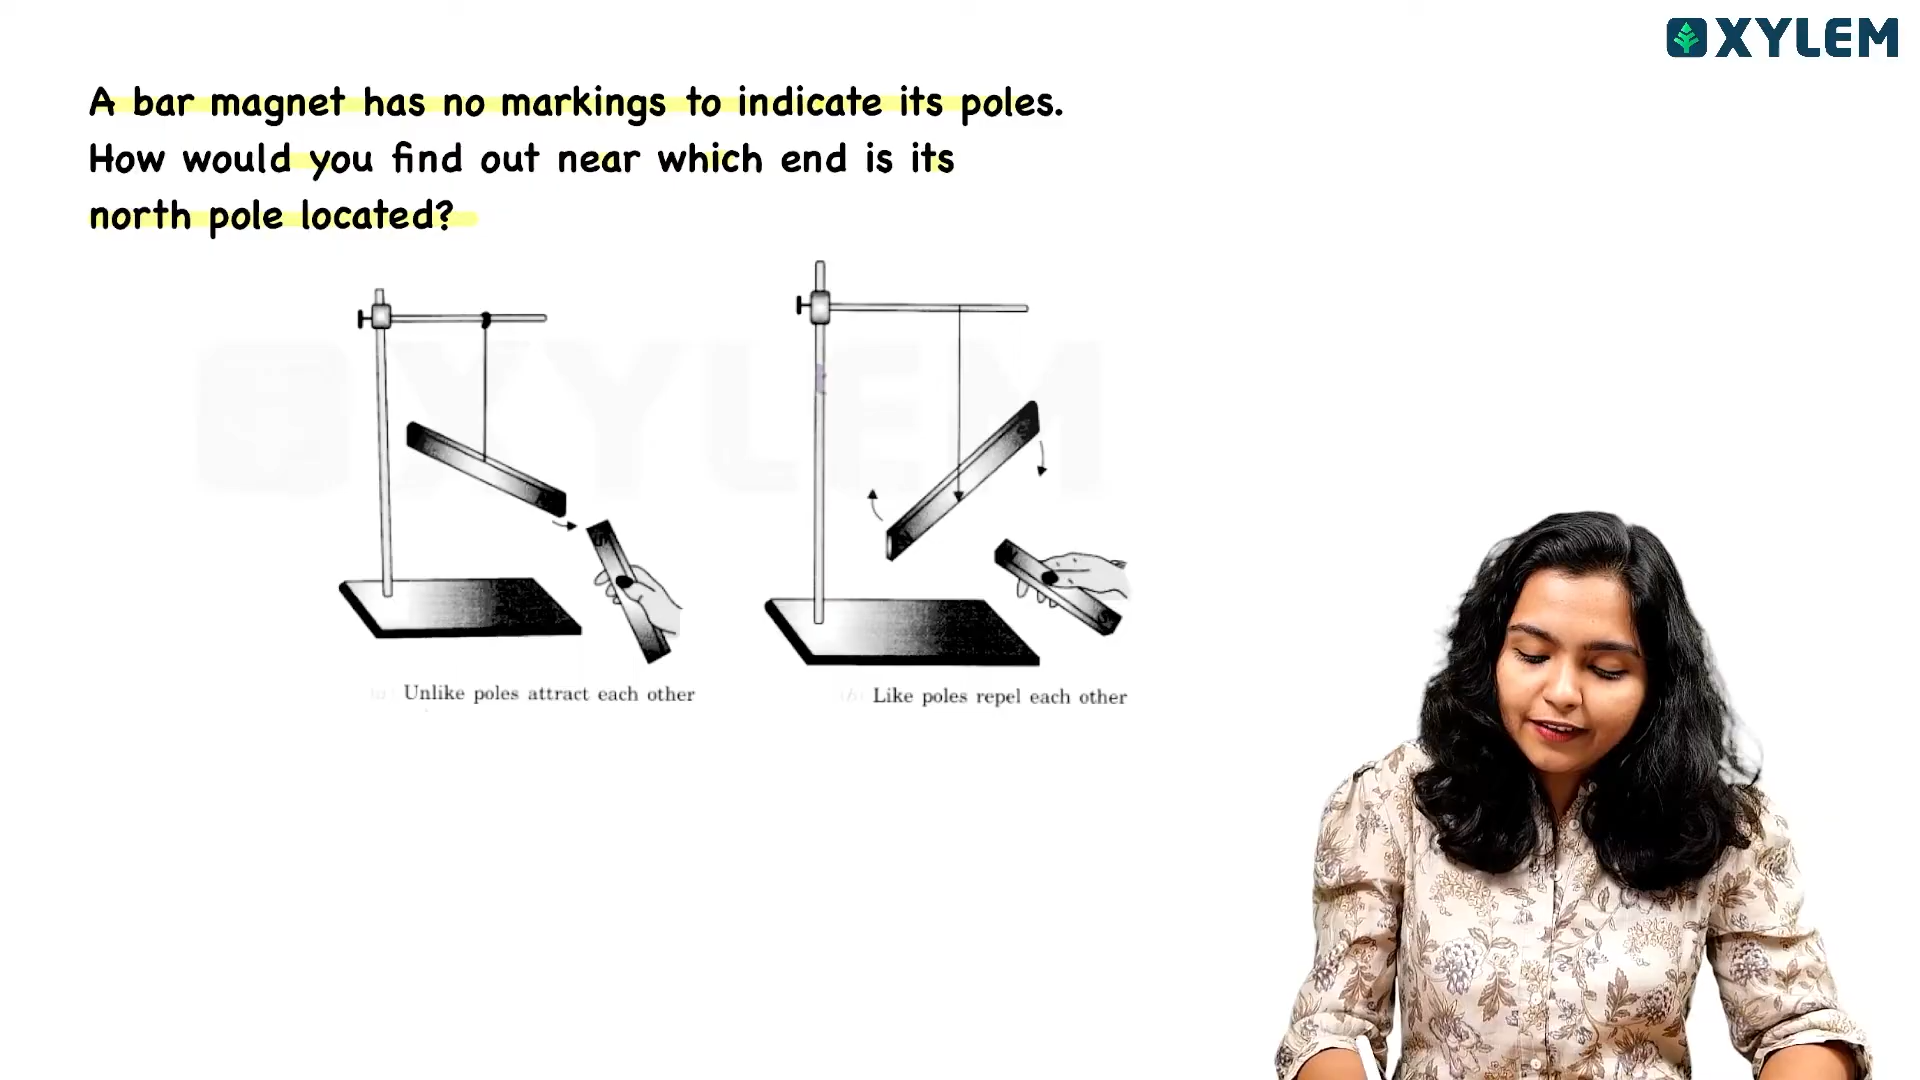 XYLEM
A bar magnet has no markings to indicate its poles.
How would you find out near which end is its
north pole located?
XYLEM
Unlike poles attract each other
Like poles repel each other